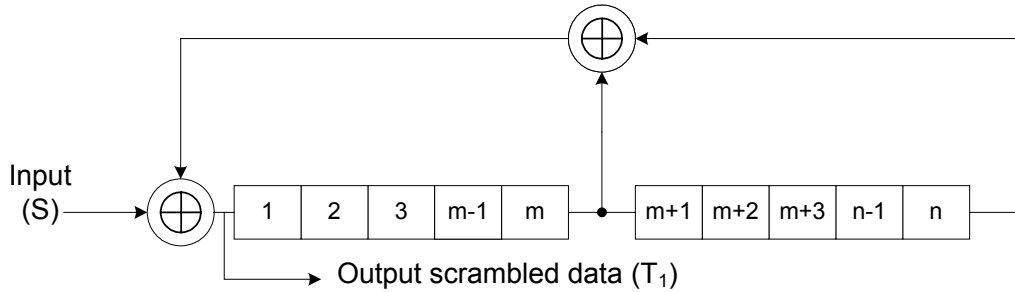 Input
(S)
1 2 3 m-1 m m+1 m+2 m+3 n-1 n
Output scrambled data (T₁)